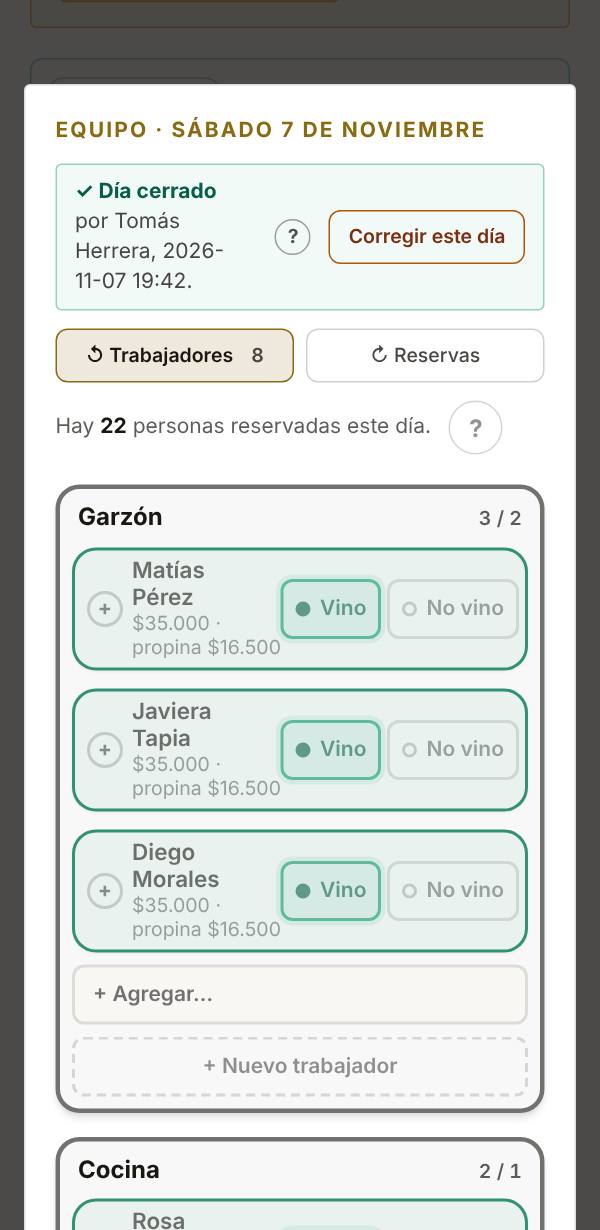 EQUIPO · SÁBADO 7 DE NOVIEMBRE
✓ Día cerrado
por Tomás
Herrera, 2026-
11-07 19:42.
?
Corregir este día
↺ Trabajadores 8
↻ Reservas
Hay 22 personas reservadas este día. ?
Garzón 3 / 2
+
Matías
Pérez
$35.000 ·
propina $16.500
Vino
No vino
+
Javiera
Tapia
$35.000 ·
propina $16.500
Vino
No vino
+
Diego
Morales
$35.000 ·
propina $16.500
Vino
No vino
+ Agregar...
+ Nuevo trabajador
Cocina 2 / 1
Rosa